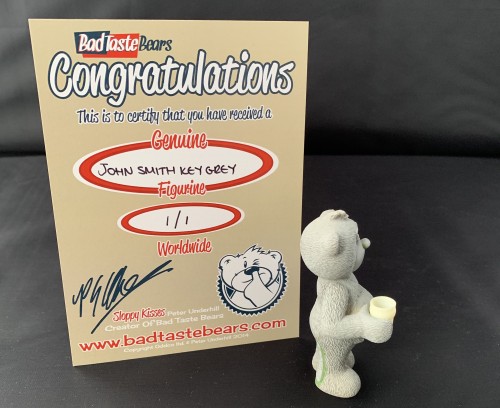 BadTasteBears
Congratulations
This is to certify that you have received a
Genuine
JOHN SMITH KEY GREY
Figurine
1/1
Worldwide
Sloppy Kisses
Peter Underhill
Creator Of Bad Taste Bears
www.badtastebears.com